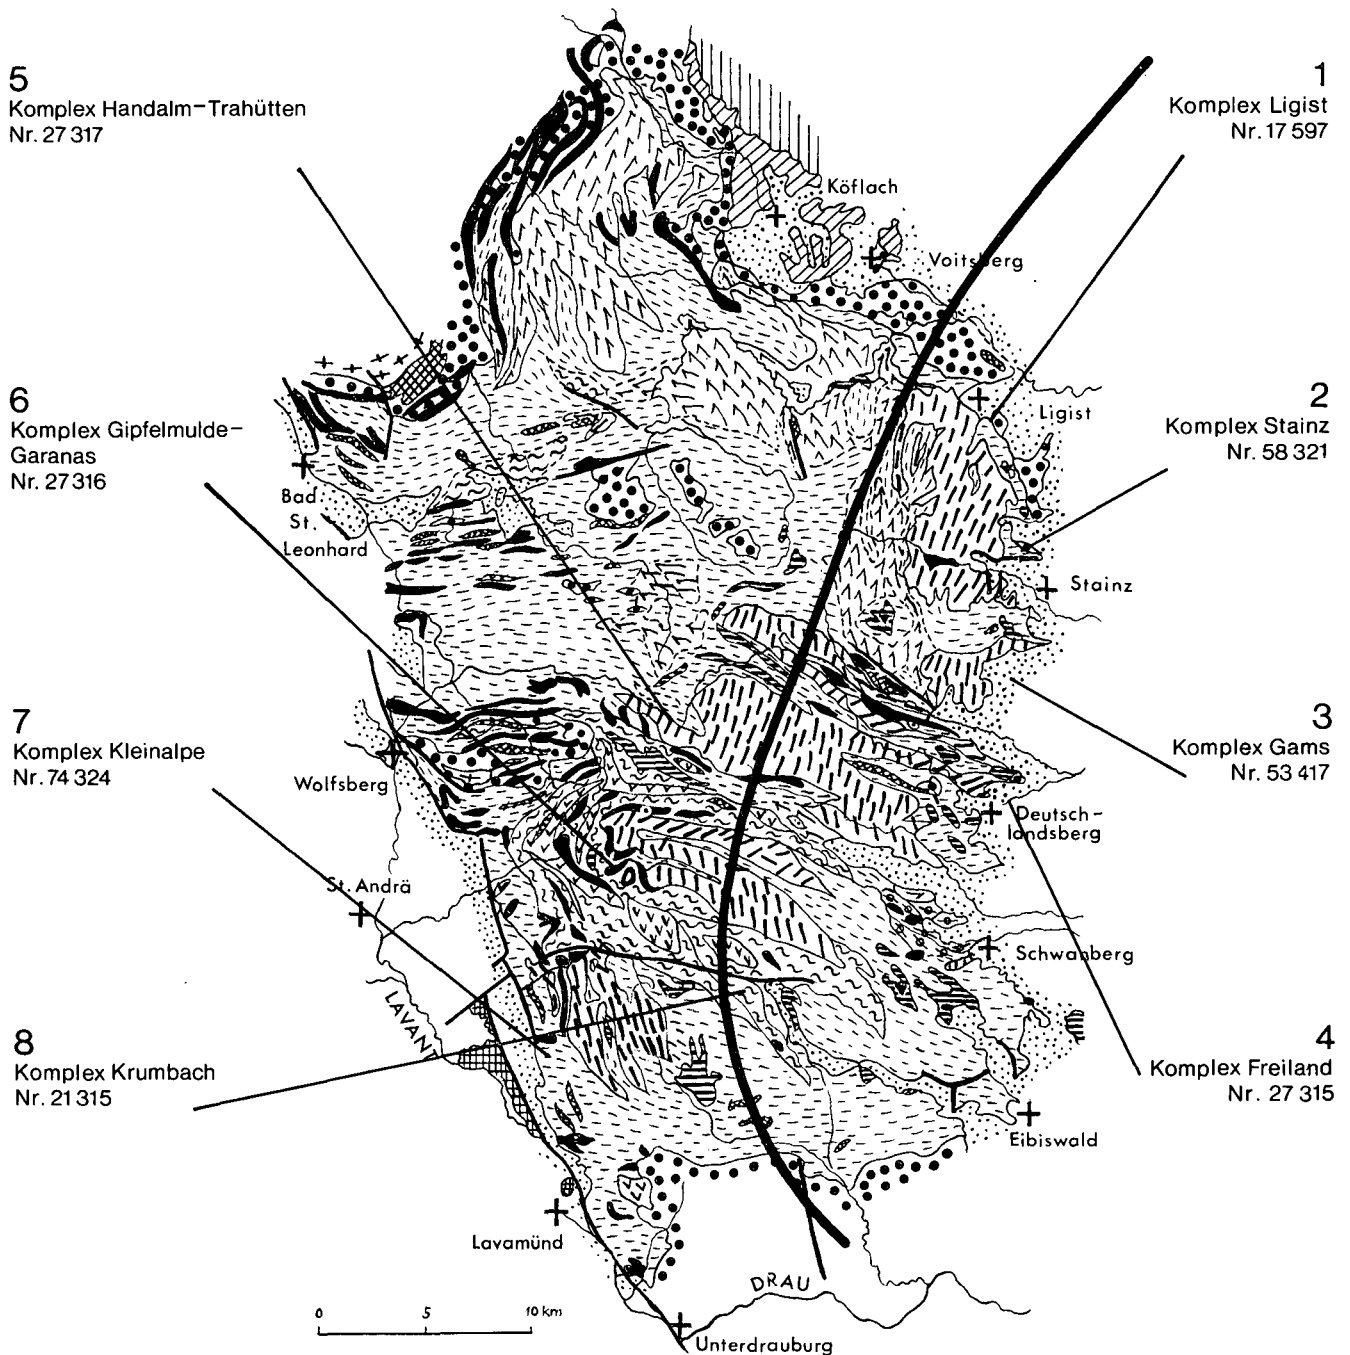 5
Komplex Handalm-Trahütten
Nr. 27 317
1
Komplex Ligist
Nr. 17 597
Köflach
Voitsberg
6
Komplex Gipfelmulde-
Garanas
Nr. 27 316
2
Komplex Stainz
Nr. 58 321
Ligist
Bad
St.
Leonhard
Stainz
7
Komplex Kleinalpe
Nr. 74 324
3
Komplex Gams
Nr. 53 417
Wolfsberg
Deutsch-
landsberg
St. Andrä
Schwanberg
LAVANT
8
Komplex Krumbach
Nr. 21 315
4
Komplex Freiland
Nr. 27 315
Eibiswald
Lavamünd
DRAU
0 5 10 km
Unterdrauburg